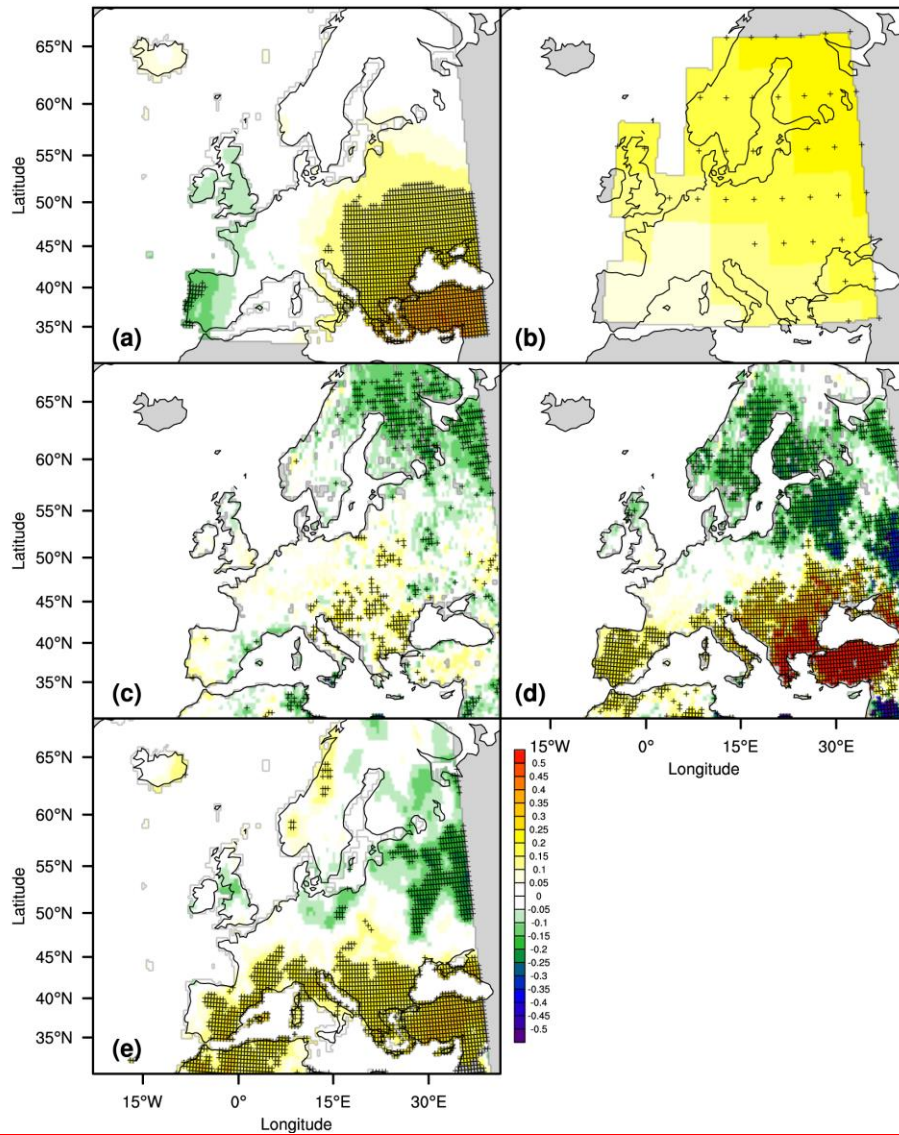 65°N
60°N
55°N
50°N
45°N
40°N
35°N
Latitude
(a)
(b)
65°N
60°N
55°N
50°N
45°N
40°N
35°N
Latitude
(c)
(d)
65°N
60°N
55°N
50°N
45°N
40°N
35°N
Latitude
(e)
15°W 0° 15°E 30°E
Longitude
15°W 0° 15°E 30°E
Longitude
0.5
0.45
0.4
0.35
0.3
0.25
0.2
0.15
0.1
0.05
0
-0.05
-0.1
-0.15
-0.2
-0.25
-0.3
-0.35
-0.4
-0.45
-0.5